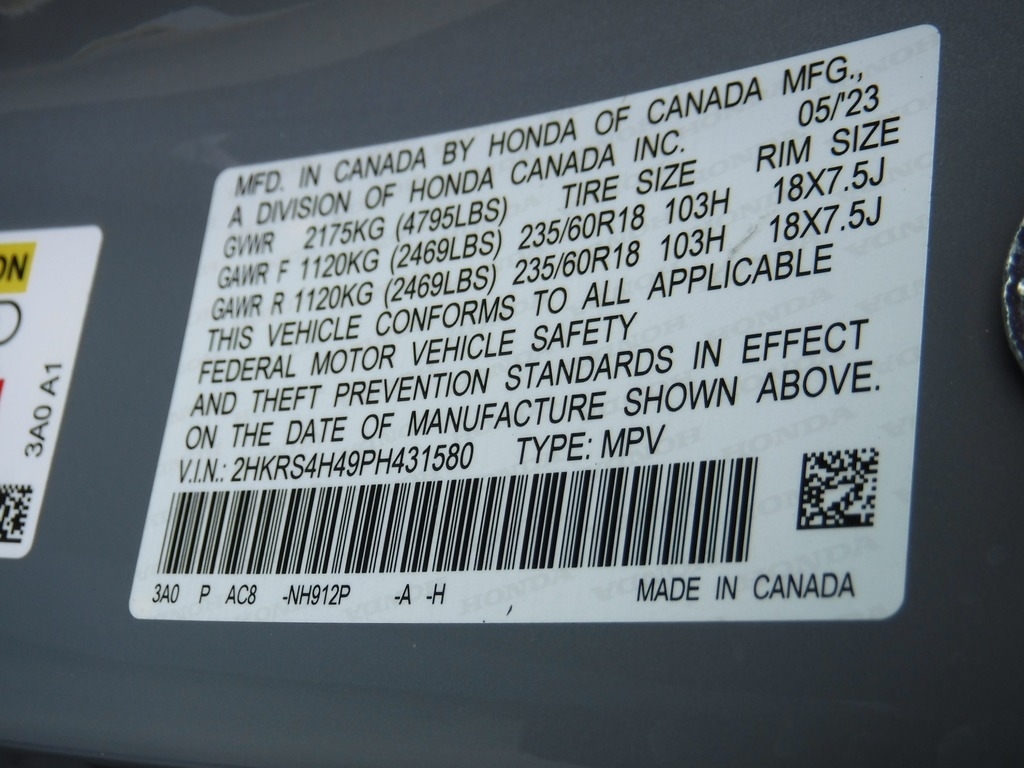 MFD. IN CANADA BY HONDA OF CANADA MFG.,
A DIVISION OF HONDA CANADA INC. 05/'23
GVWR 2175KG (4795LBS) TIRE SIZE RIM SIZE
GAWR F 1120KG (2469LBS) 235/60R18 103H 18X7.5J
GAWR R 1120KG (2469LBS) 235/60R18 103H 18X7.5J
THIS VEHICLE CONFORMS TO ALL APPLICABLE
FEDERAL MOTOR VEHICLE SAFETY
AND THEFT PREVENTION STANDARDS IN EFFECT
ON THE DATE OF MANUFACTURE SHOWN ABOVE.
V.I.N.: 2HKRS4H49PH431580 TYPE: MPV
3A0 P AC8 -NH912P -A -H MADE IN CANADA
3A0 A1